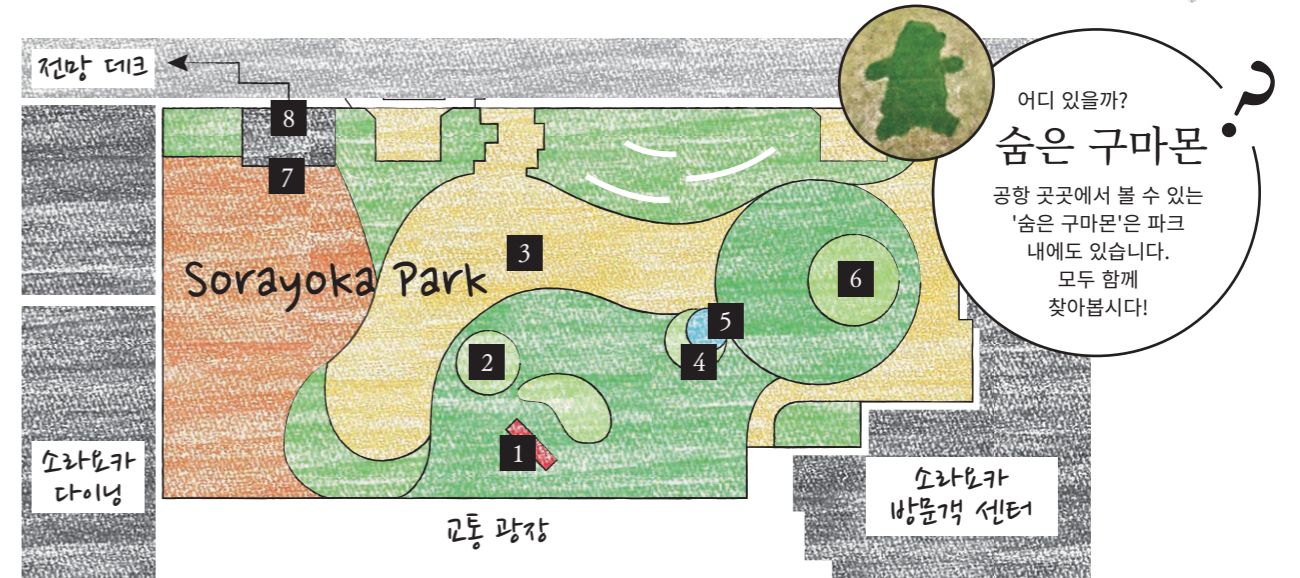 전망 데크
8
7
어디 있을까?
숨은 구마몬
?
공항 곳곳에서 볼 수 있는
'숨은 구마몬'은 파크
내에도 있습니다.
모두 함께
찾아봅시다!
Sorayoka Park
3
6
5
4
2
1
소라요카
다이닝
소라요카
방문객 센터
교통 광장